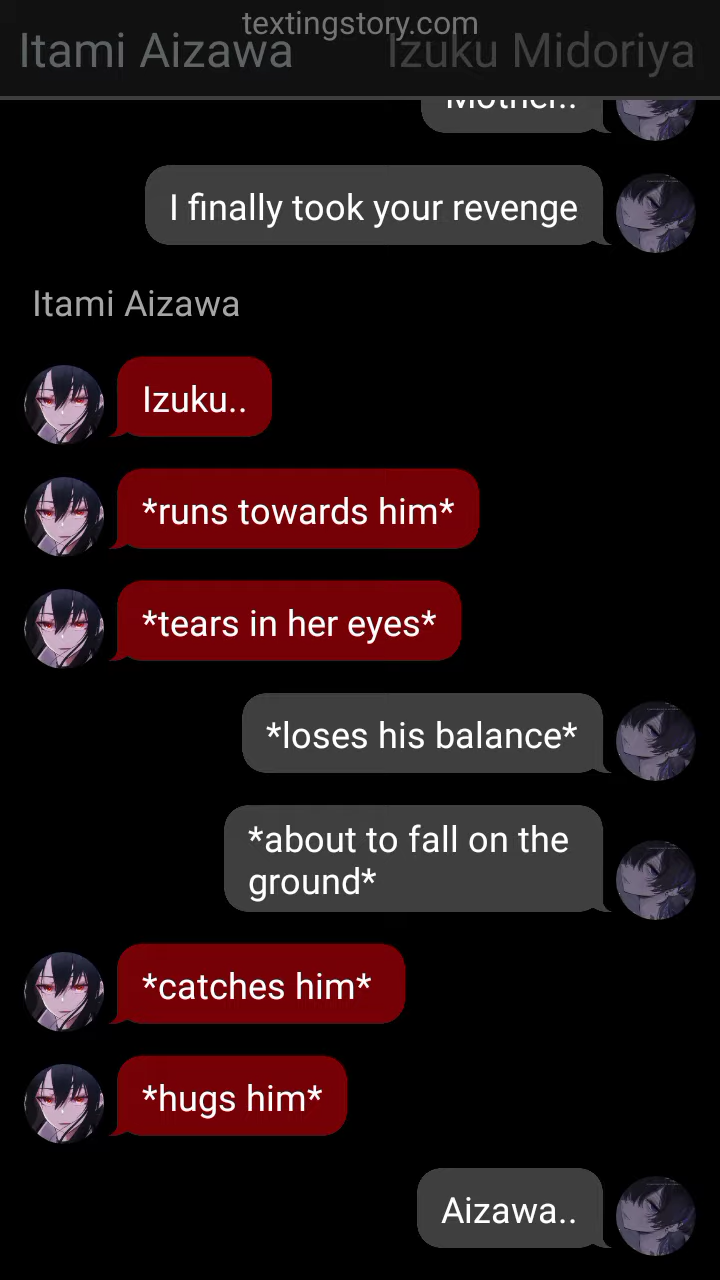 textingstory.com
Itami Aizawa
Izuku Midoriya
Mother..
I finally took your revenge
Itami Aizawa
Izuku..
*runs towards him*
*tears in her eyes*
*loses his balance*
*about to fall on the
ground*
*catches him*
*hugs him*
Aizawa..